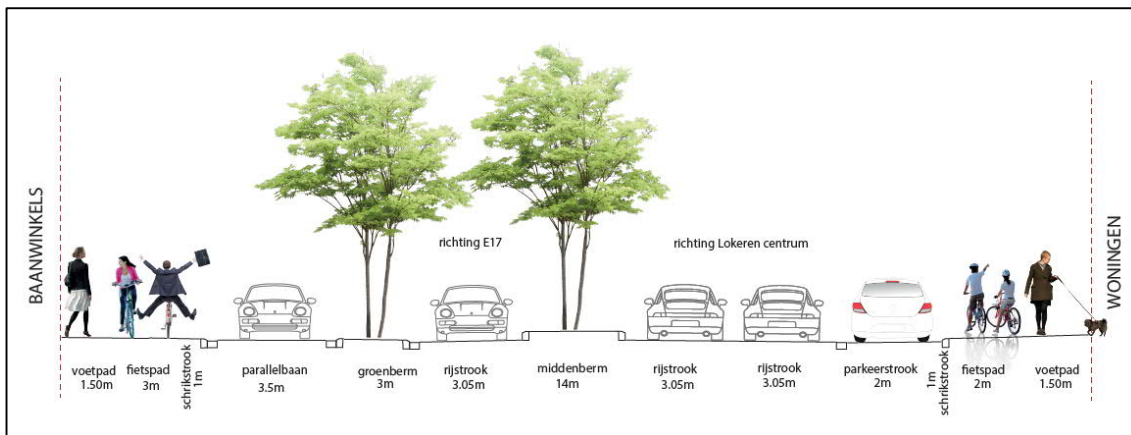 BAANWINKELS
richting E17
richting Lokeren centrum
WONINGEN
voetpad
1.50m
fietspad
3m
schrikstrook
1m
parallelbaan
3.5m
groenberm
3m
rijstrook
3.05m
middenberm
14m
rijstrook
3.05m
rijstrook
3.05m
parkeerstrook
2m
1m
schrikstrook
fietspad
2m
voetpad
1.50m